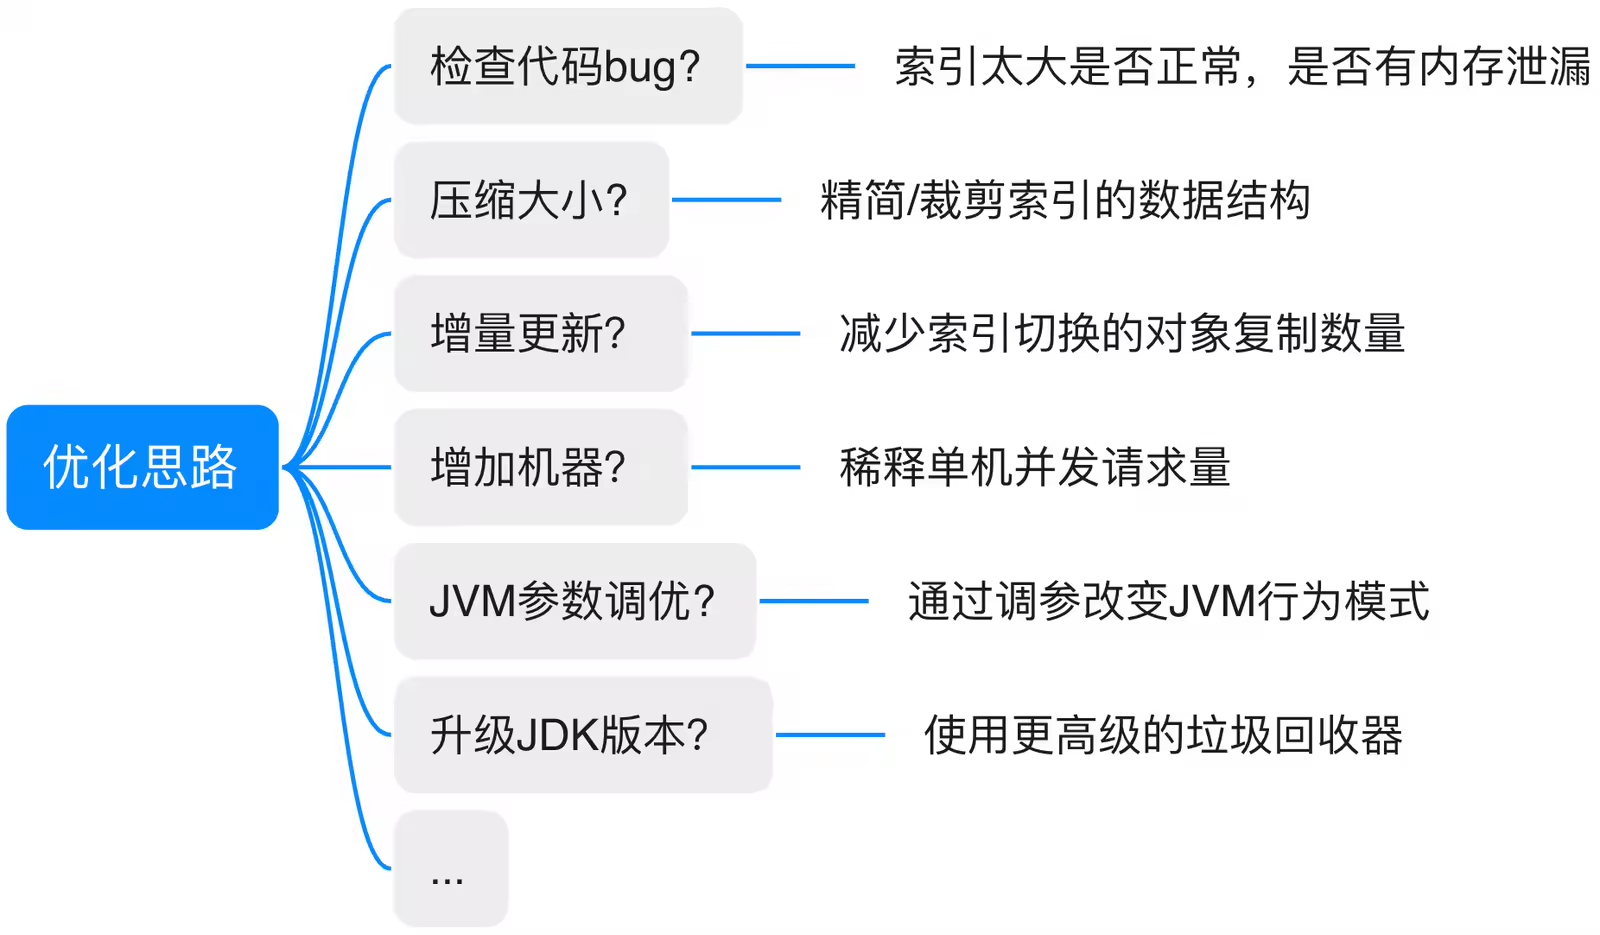 检查代码bug?
索引太大是否正常，是否有内存泄漏
压缩大小?
精简/裁剪索引的数据结构
增量更新?
减少索引切换的对象复制数量
优化思路
增加机器?
稀释单机并发请求量
JVM参数调优?
通过调参改变JVM行为模式
升级JDK版本?
使用更高级的垃圾回收器
...